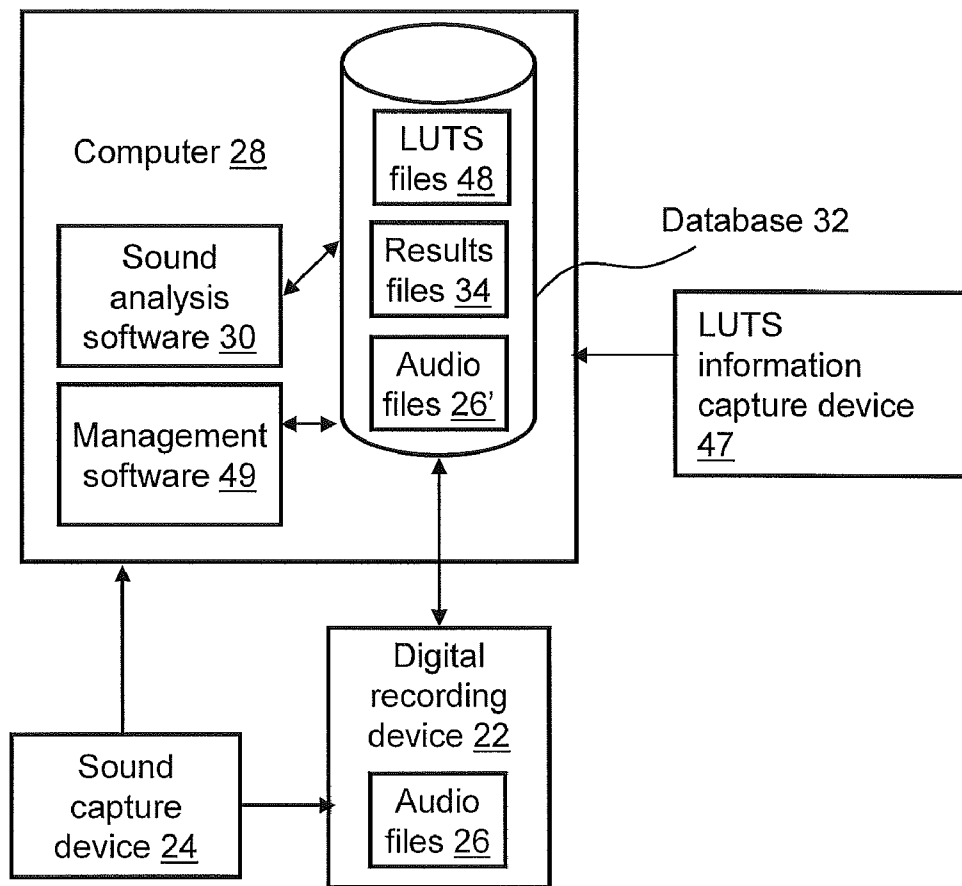 Computer 28
LUTS
files 48
Results
files 34
Audio
files 26'
Database 32
Sound
analysis
software 30
Management
software 49
LUTS
information
capture device
47
Digital
recording
device 22
Audio
files 26
Sound
capture
device 24